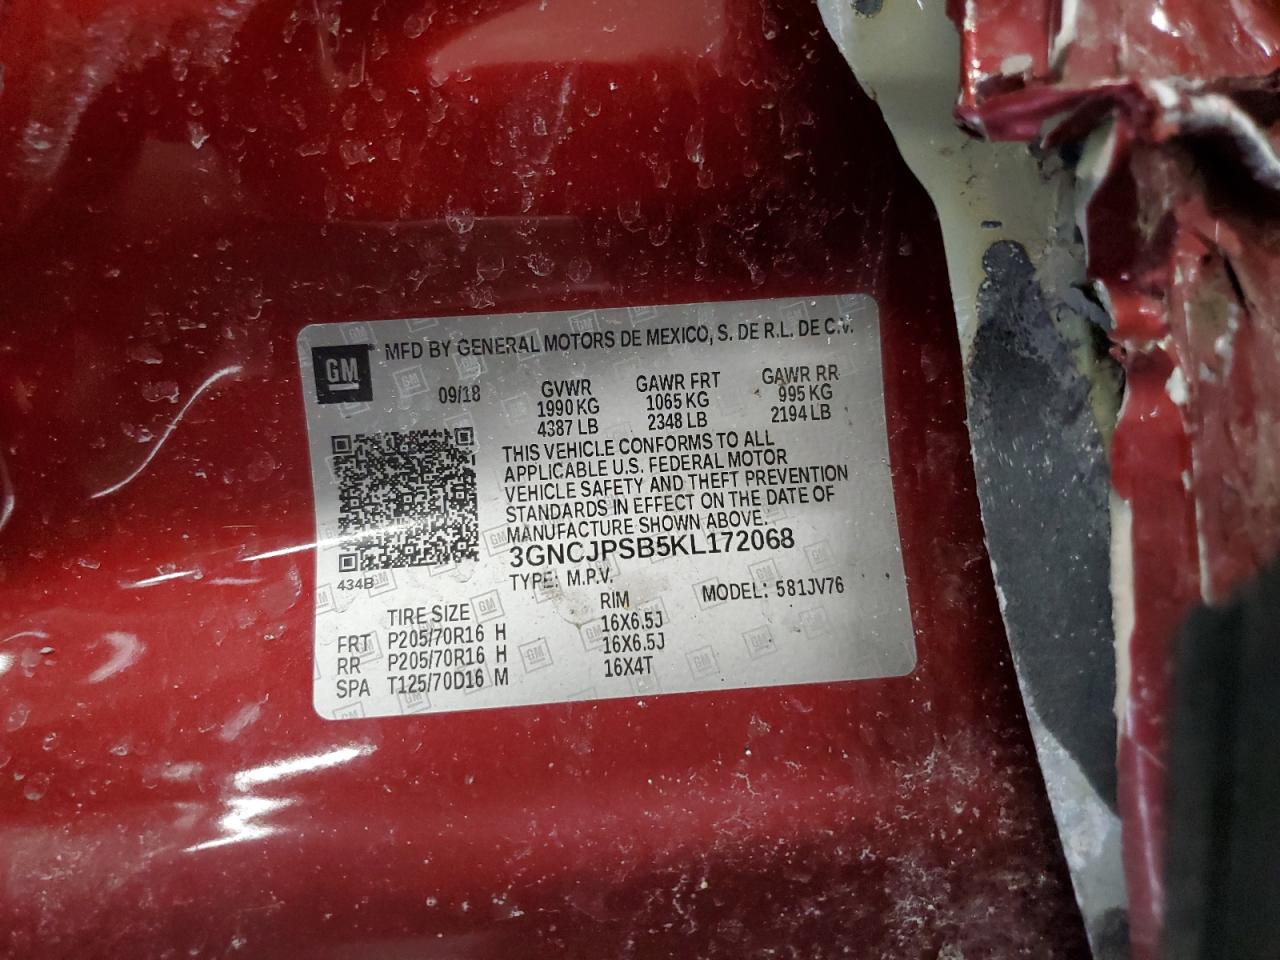 GM MFD BY GENERAL MOTORS DE MEXICO, S. DE R.L. DE C.V.
09/18 GVWR GAWR FRT GAWR RR
1990 KG 1065 KG 995 KG
4387 LB 2348 LB 2194 LB
THIS VEHICLE CONFORMS TO ALL
APPLICABLE U.S. FEDERAL MOTOR
VEHICLE SAFETY AND THEFT PREVENTION
STANDARDS IN EFFECT ON THE DATE OF
MANUFACTURE SHOWN ABOVE.
3GNCJPSB5KL172068
434B TYPE: M.P.V. MODEL: 581JV76
TIRE SIZE RIM
FRT P205/70R16 H 16X6.5J
RR P205/70R16 H 16X6.5J
SPA T125/70D16 M 16X4T